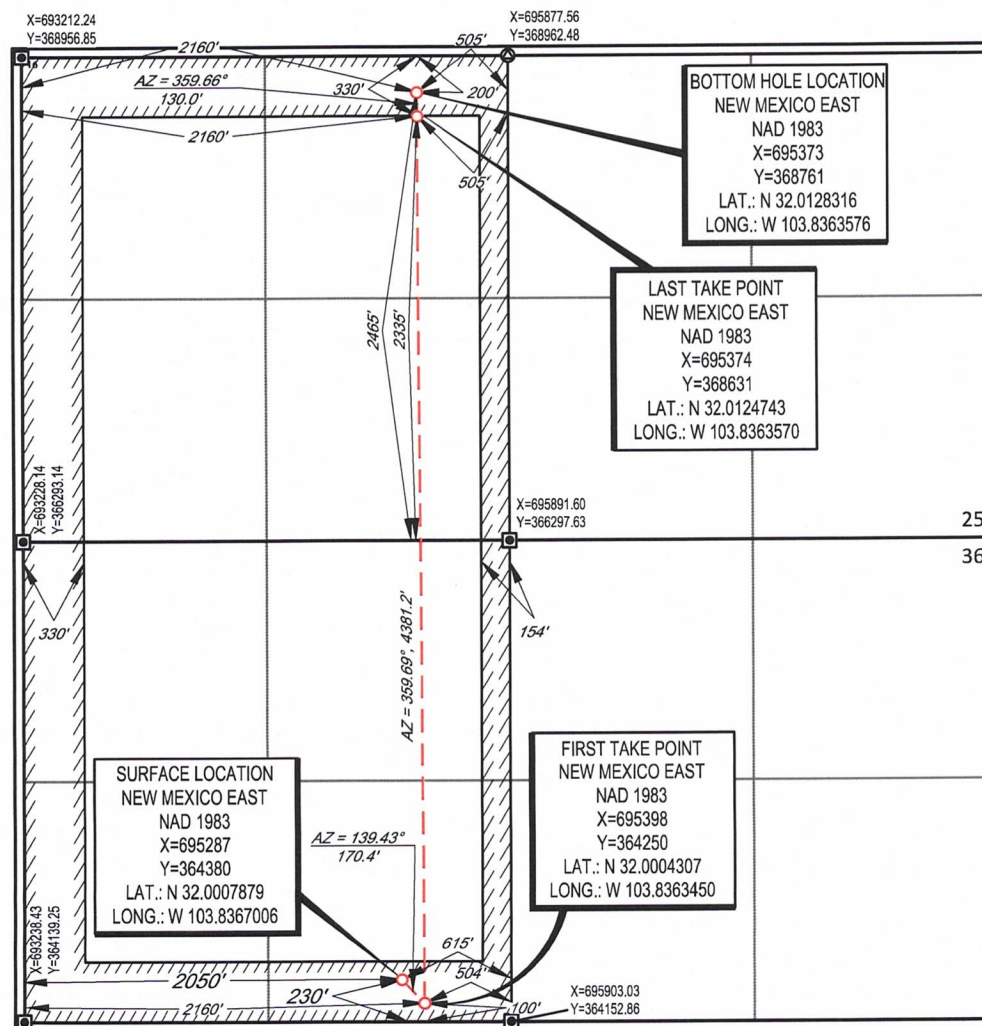 X=693212.24
Y=368956.85
X=695877.56
Y=368962.48
2160'
505'
AZ = 359.66°
130.0'
330'
200'
2160'
505'
BOTTOM HOLE LOCATION
NEW MEXICO EAST
NAD 1983
X=695373
Y=368761
LAT.: N 32.0128316
LONG.: W 103.8363576
LAST TAKE POINT
NEW MEXICO EAST
NAD 1983
X=695374
Y=368631
LAT.: N 32.0124743
LONG.: W 103.8363570
2465'
2335'
X=693228.14
Y=366293.14
X=695891.60
Y=366297.63
25
36
330'
154'
AZ = 359.69°, 4381.2'
SURFACE LOCATION
NEW MEXICO EAST
NAD 1983
X=695287
Y=364380
LAT.: N 32.0007879
LONG.: W 103.8367006
FIRST TAKE POINT
NEW MEXICO EAST
NAD 1983
X=695398
Y=364250
LAT.: N 32.0004307
LONG.: W 103.8363450
AZ = 139.43°
170.4'
X=693238.43
Y=364139.25
615'
504'
2050'
230'
2160'
100'
X=695903.03
Y=364152.86